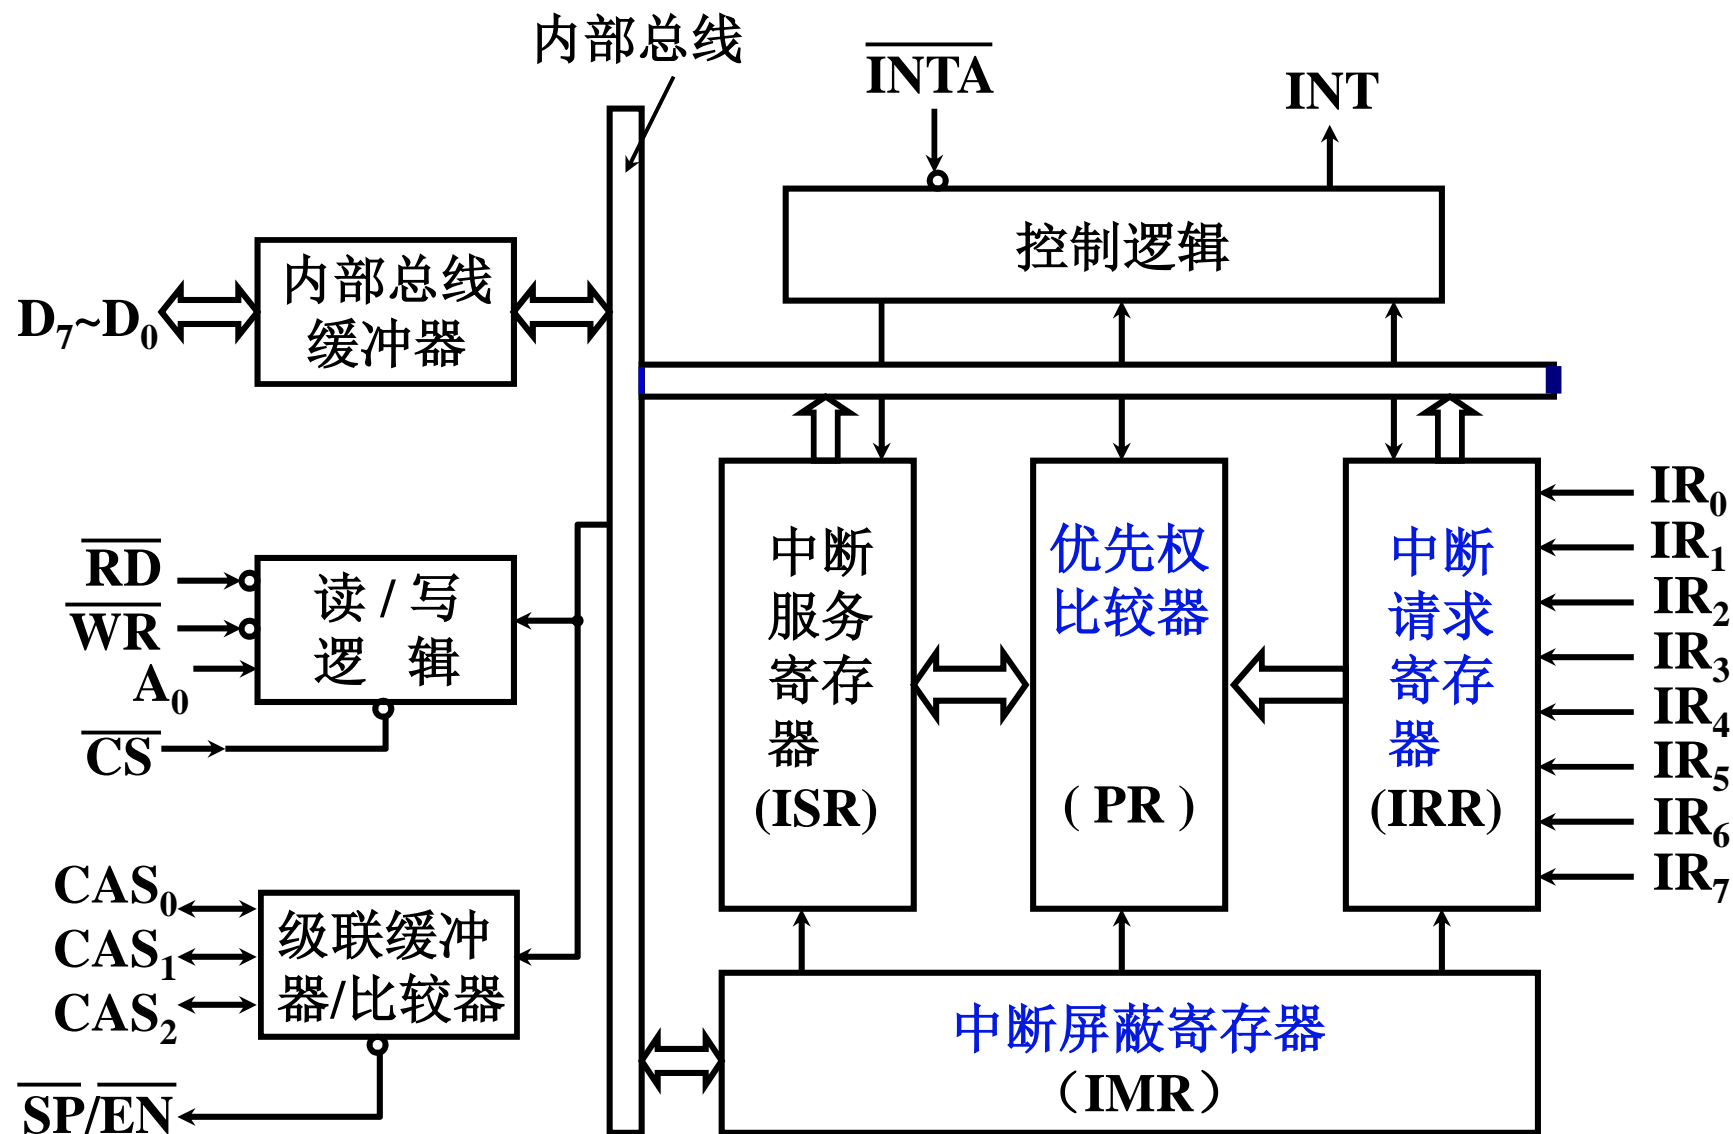 内部总线
INTA
INT
控制逻辑
内部总线
缓冲器
D7~D0
中断
服务
寄存
器
(ISR)
优先权
比较器
( PR )
中断
请求
寄存
器
(IRR)
IR0
IR1
IR2
IR3
IR4
IR5
IR6
IR7
RD
WR
A0
CS
读 / 写
逻 辑
CAS0
CAS1
CAS2
级联缓冲
器/比较器
SP/EN
中断屏蔽寄存器
（IMR）